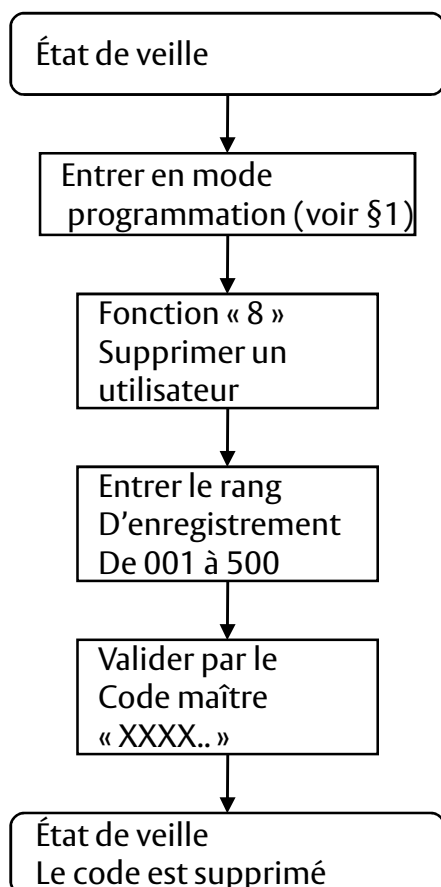 État de veille
Entrer en mode
programmation (voir §1)
Fonction « 8 »
Supprimer un
utilisateur
Entrer le rang
D’enregistrement
De 001 à 500
Valider par le
Code maître
« XXXX.. »
État de veille
Le code est supprimé